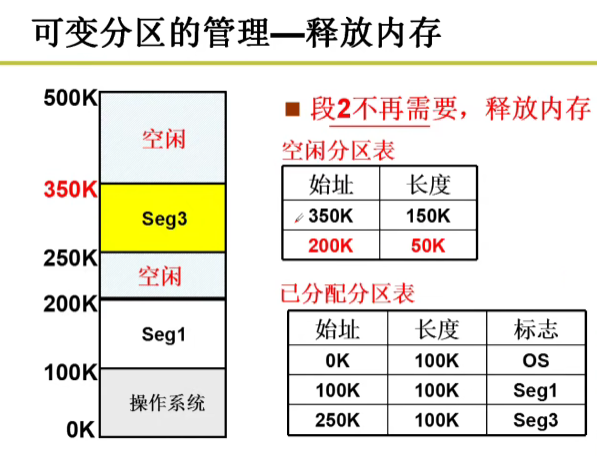 可变分区的管理—释放内存
500K
空闲
350K
Seg3
250K
空闲
200K
Seg1
100K
操作系统
0K
■ 段2不再需要，释放内存
空闲分区表
始址 长度
350K 150K
200K 50K
已分配分区表
始址 长度 标志
0K 100K OS
100K 100K Seg1
250K 100K Seg3